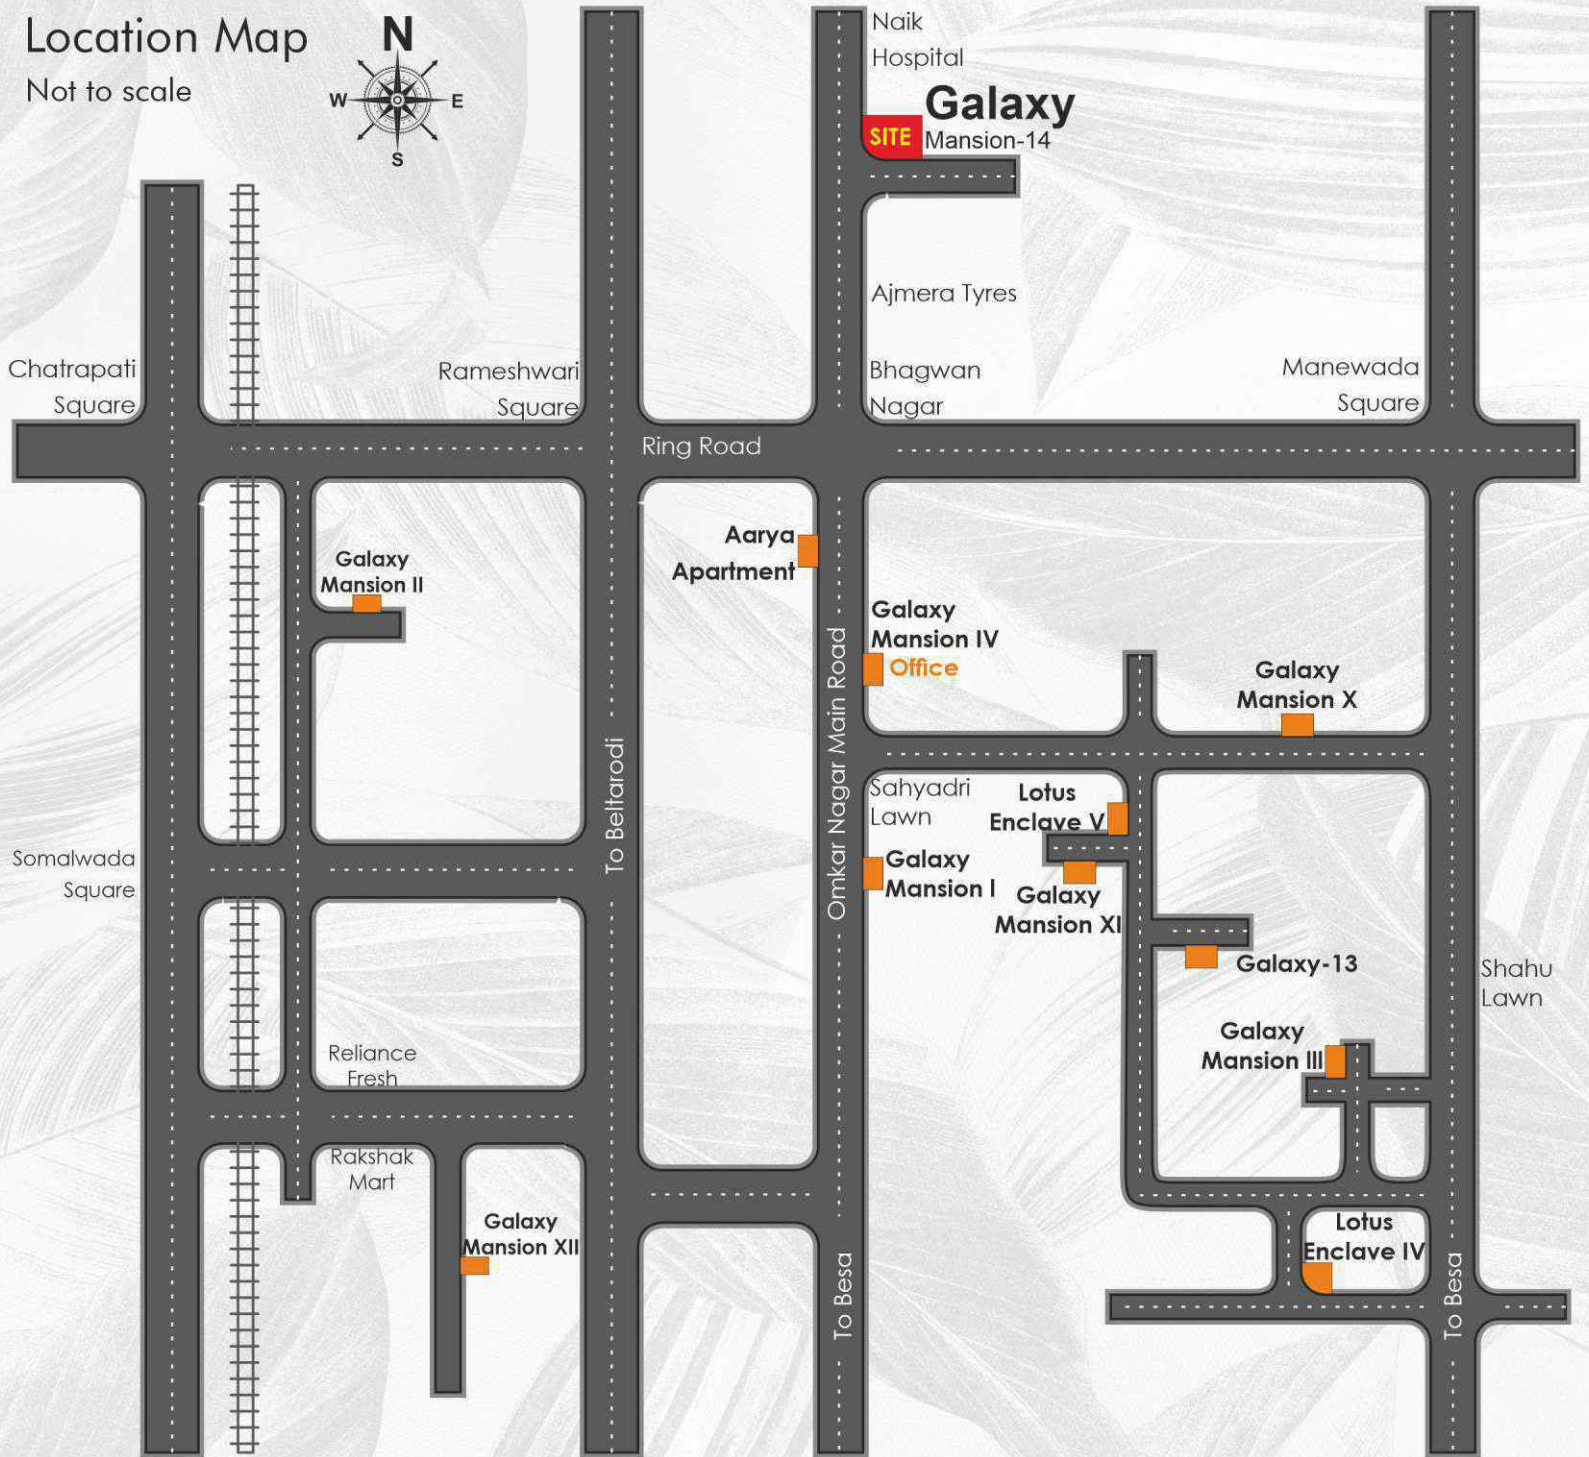 Location Map
Not to scale
N
W
E
S
Naik
Hospital
Galaxy
SITE
Mansion-14
Ajmera Tyres
Chatrapati
Square
Rameshwari
Square
Bhagwan
Nagar
Manewada
Square
Ring Road
Aarya
Apartment
Galaxy
Mansion II
Galaxy
Mansion IV
Office
Galaxy
Mansion X
Omkar Nagar Main Road
To Beltarodi
Sahyadri
Lawn
Lotus
Enclave V
Somalwada
Square
Galaxy
Mansion I
Galaxy
Mansion XI
Galaxy-13
Shahu
Lawn
Galaxy
Mansion III
Reliance
Fresh
Rakshak
Mart
Galaxy
Mansion XII
Lotus
Enclave IV
To Besa
To Besa